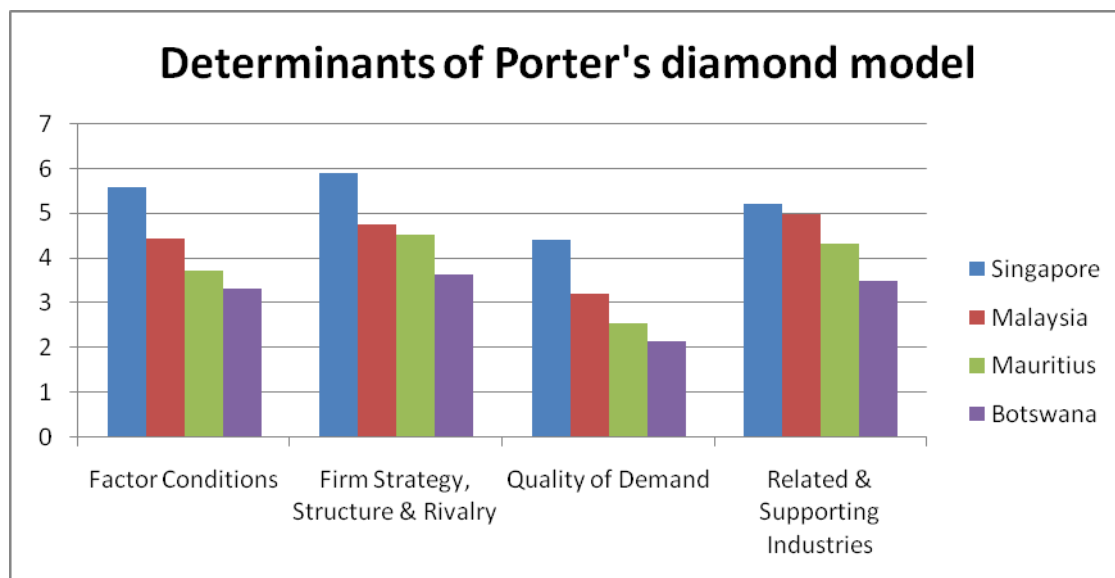 Determinants of Porter's diamond model
7
6
5
4
3
2
1
0
Factor Conditions
Firm Strategy,
Structure & Rivalry
Quality of Demand
Related &
Supporting
Industries
Singapore
Malaysia
Mauritius
Botswana